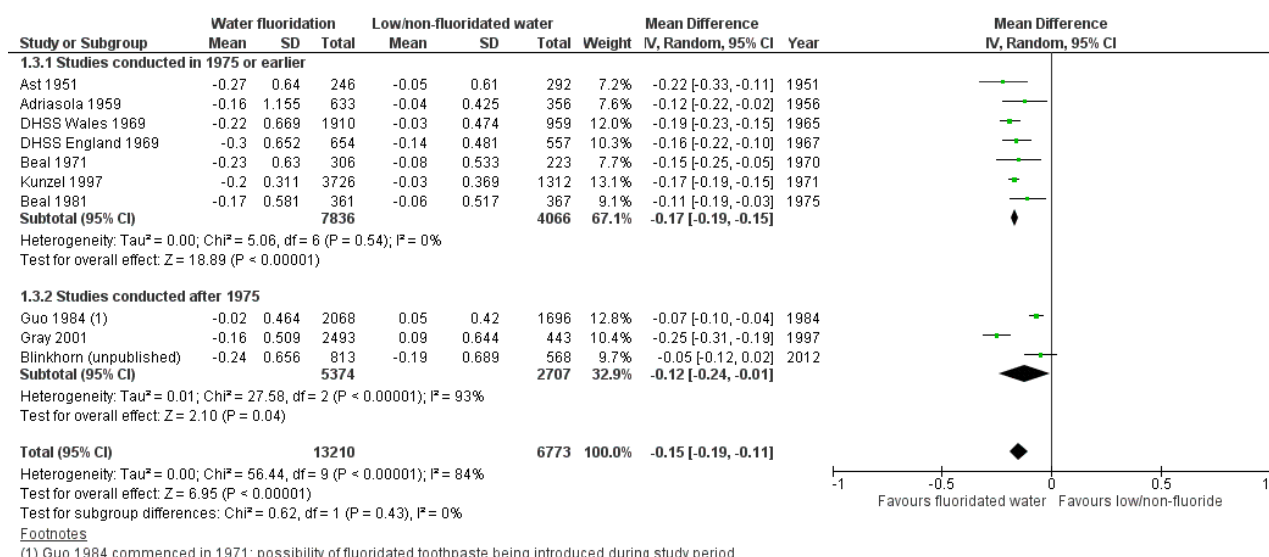 Water fluoridation Low/non-fluoridated water Mean Difference Mean Difference
Study or Subgroup Mean SD Total Mean SD Total Weight IV, Random, 95% CI Year IV, Random, 95% CI
1.3.1 Studies conducted in 1975 or earlier
Ast 1951 -0.27 0.64 246 -0.05 0.61 292 7.2% -0.22 [-0.33, -0.11] 1951
Adriasola 1959 -0.16 1.155 633 -0.04 0.425 356 7.6% -0.12 [-0.22, -0.02] 1956
DHSS Wales 1969 -0.22 0.669 1910 -0.03 0.474 959 12.0% -0.19 [-0.23, -0.15] 1965
DHSS England 1969 -0.3 0.652 654 -0.14 0.481 557 10.3% -0.16 [-0.22, -0.10] 1967
Beal 1971 -0.23 0.63 306 -0.08 0.533 223 7.7% -0.15 [-0.25, -0.05] 1970
Kunzel 1997 -0.2 0.311 3726 -0.03 0.369 1312 13.1% -0.17 [-0.19, -0.15] 1971
Beal 1981 -0.17 0.581 361 -0.06 0.517 367 9.1% -0.11 [-0.19, -0.03] 1975
Subtotal (95% CI) 7836 4066 67.1% -0.17 [-0.19, -0.15]
Heterogeneity: Tau² = 0.00; Chi² = 5.06, df = 6 (P = 0.54); I² = 0%
Test for overall effect: Z = 18.89 (P < 0.00001)
1.3.2 Studies conducted after 1975
Guo 1984 (1) -0.02 0.464 2068 0.05 0.42 1696 12.8% -0.07 [-0.10, -0.04] 1984
Gray 2001 -0.16 0.509 2493 0.09 0.644 443 10.4% -0.25 [-0.31, -0.19] 1997
Blinkhorn (unpublished) -0.24 0.656 813 -0.19 0.689 568 9.7% -0.05 [-0.12, 0.02] 2012
Subtotal (95% CI) 5374 2707 32.9% -0.12 [-0.24, -0.01]
Heterogeneity: Tau² = 0.01; Chi² = 27.58, df = 2 (P < 0.00001); I² = 93%
Test for overall effect: Z = 2.10 (P = 0.04)
Total (95% CI) 13210 6773 100.0% -0.15 [-0.19, -0.11]
Heterogeneity: Tau² = 0.00; Chi² = 56.44, df = 9 (P < 0.00001); I² = 84%
Test for overall effect: Z = 6.95 (P < 0.00001)
Test for subgroup differences: Chi² = 0.62, df = 1 (P = 0.43), I² = 0%
-1 -0.5 0 0.5 1
Favours fluoridated water Favours low/non-fluoride
Footnotes
(1) Guo 1984 commenced in 1971; possibility of fluoridated toothpaste being introduced during study period